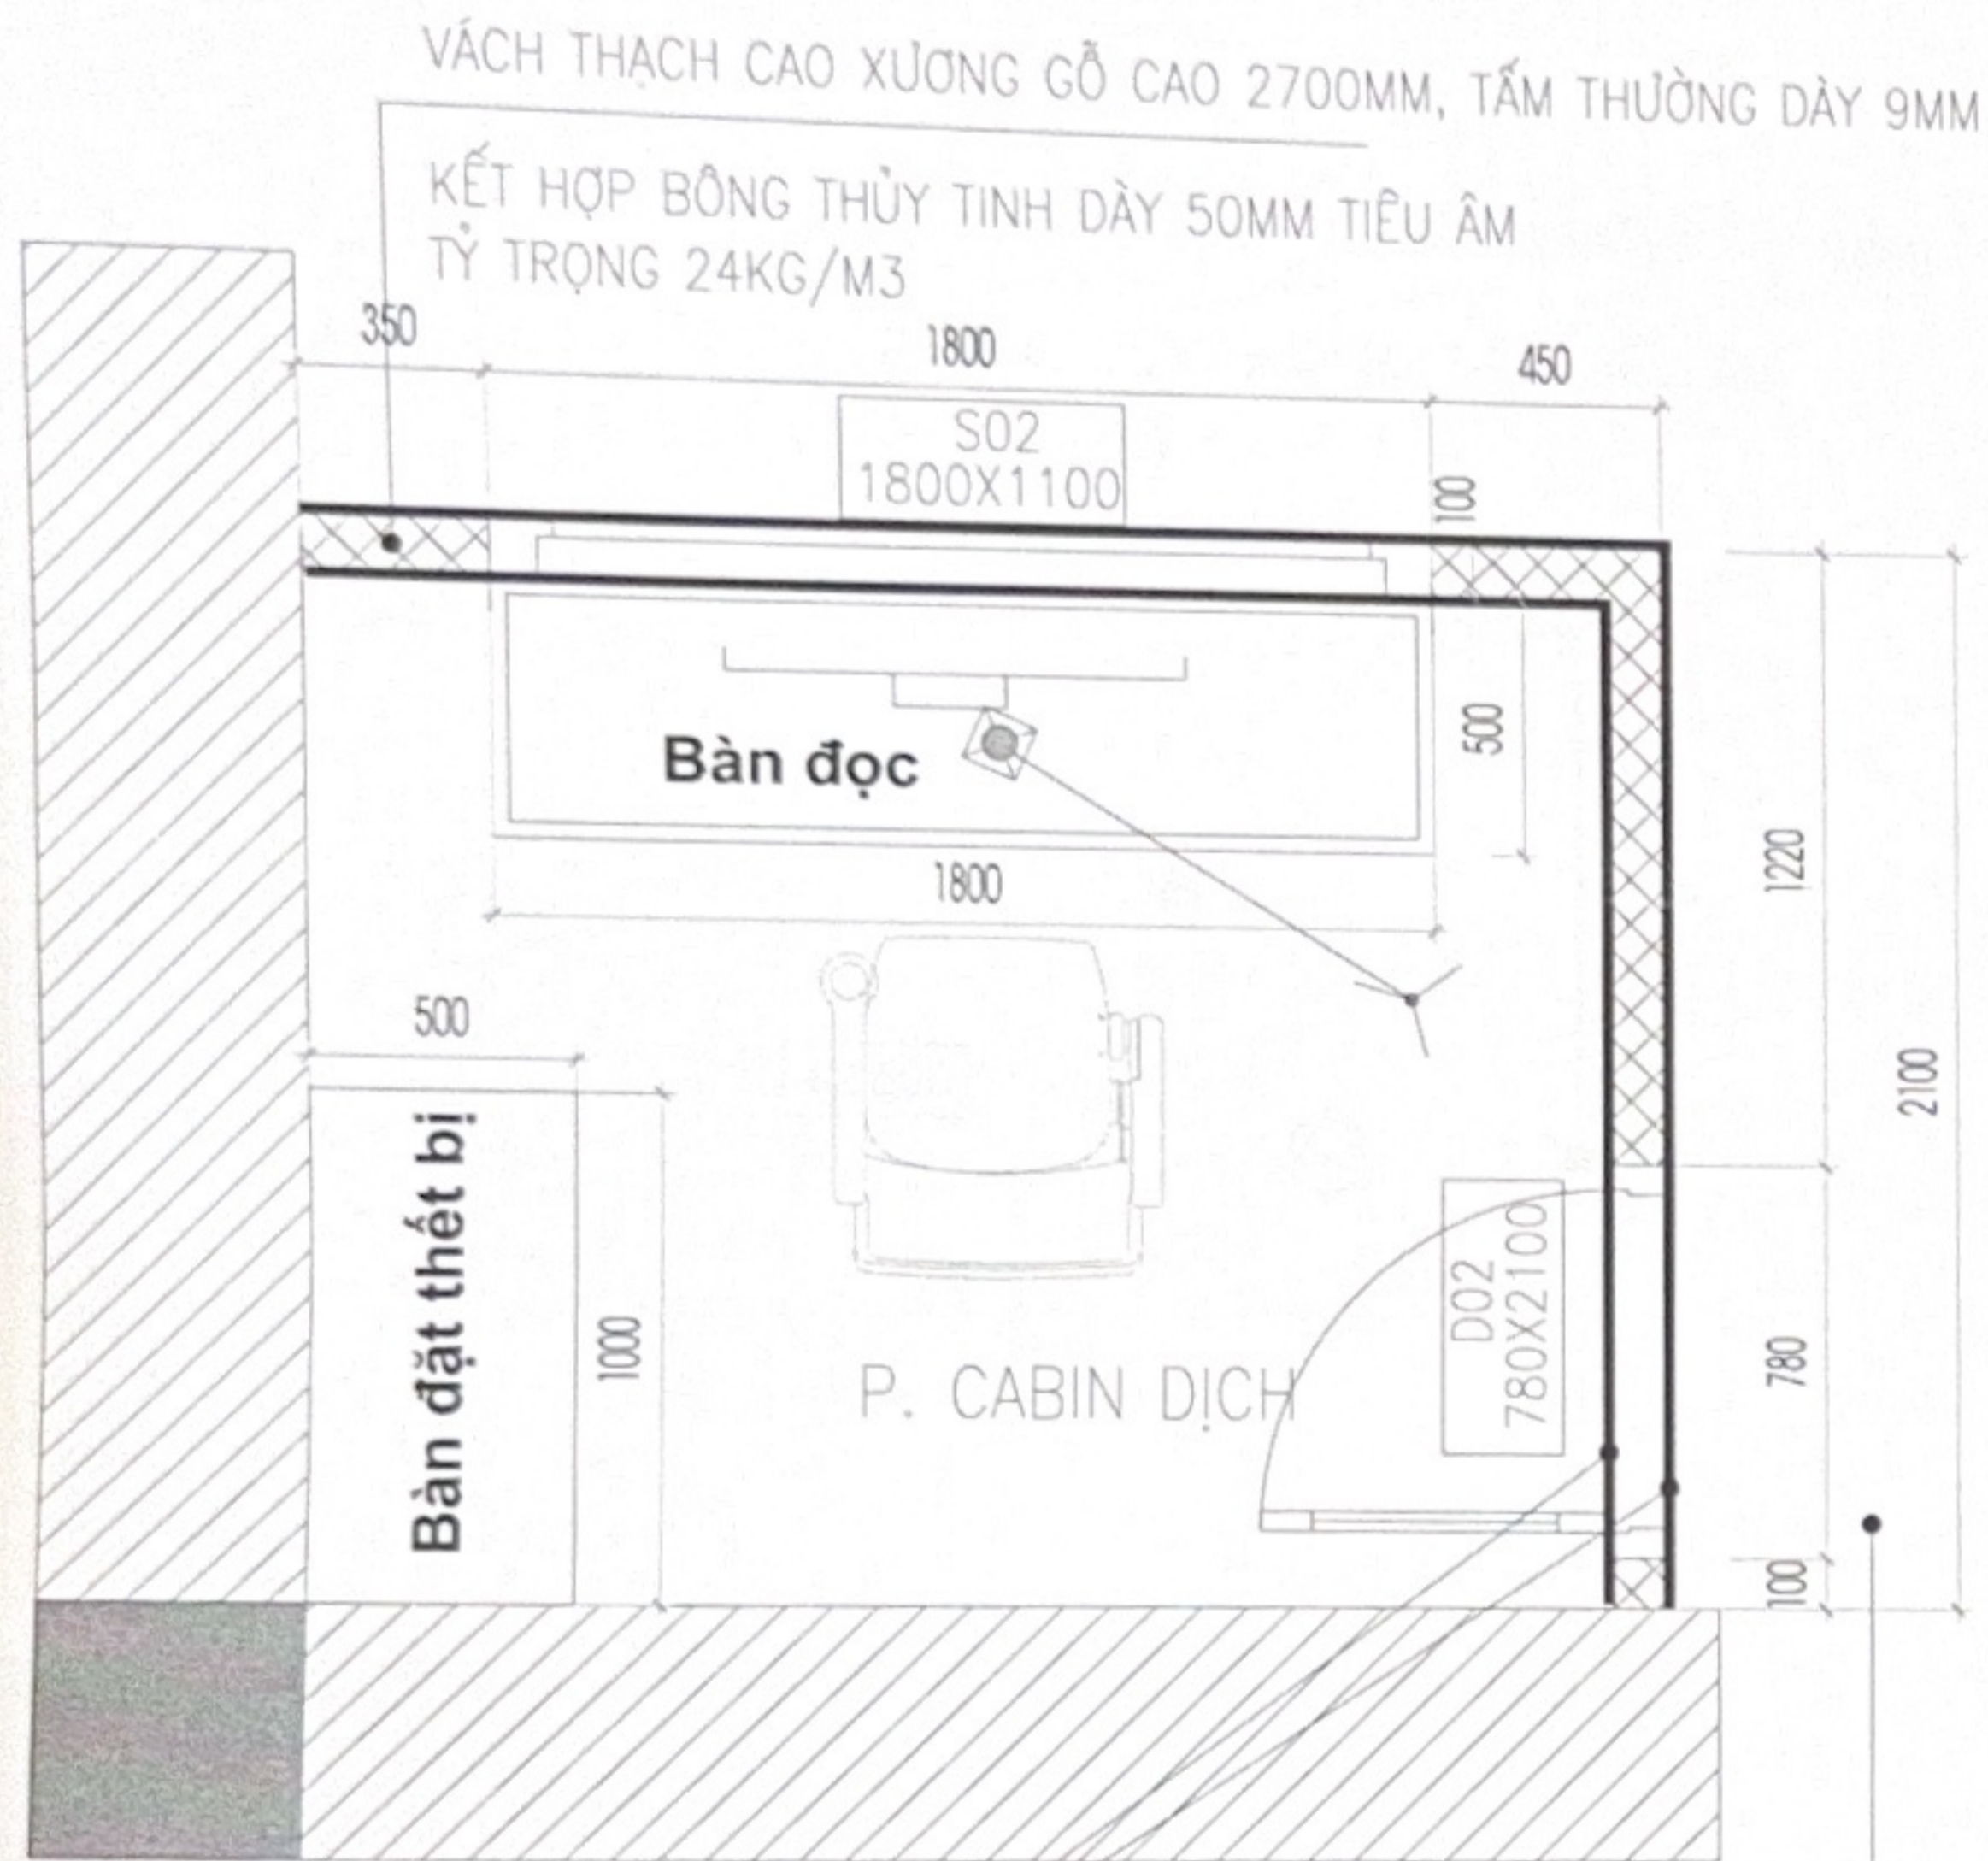 VÁCH THẠCH CAO XƯƠNG GỖ CAO 2700MM, TẤM THƯỜNG DÀY 9MM
KẾT HỢP BÔNG THỦY TINH DÀY 50MM TIÊU ÂM
TỶ TRỌNG 24KG/M3
350
1800
450
S02
1800X1100
100
500
Bàn đọc
1800
1220
2100
500
Bàn đặt thết bị
1000
D02
780X2100
780
P. CABIN DỊCH
100